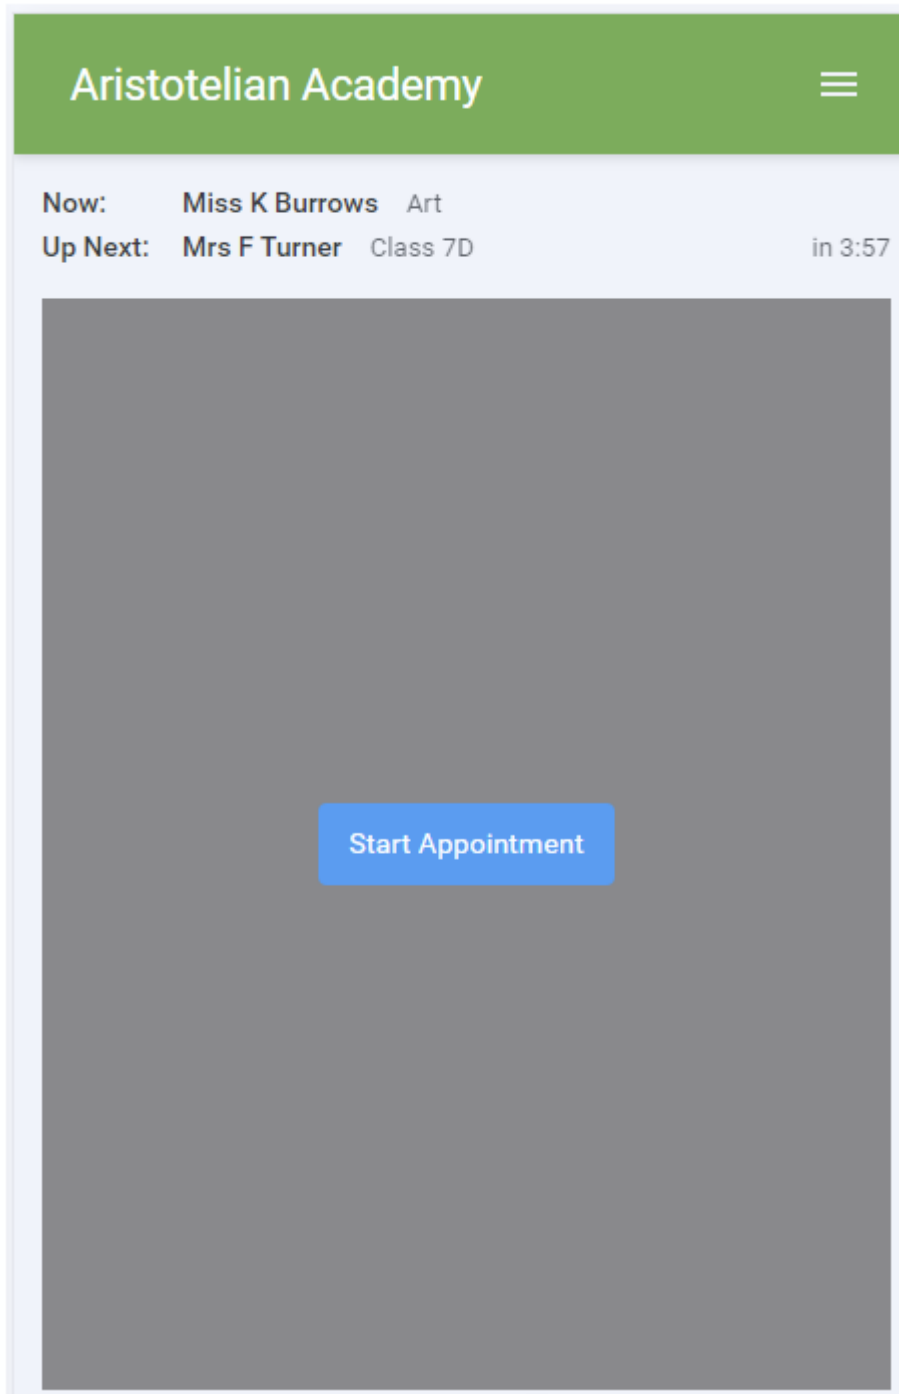 Aristotelian Academy
Now: Miss K Burrows Art
Up Next: Mrs F Turner Class 7D in 3:57
Start Appointment